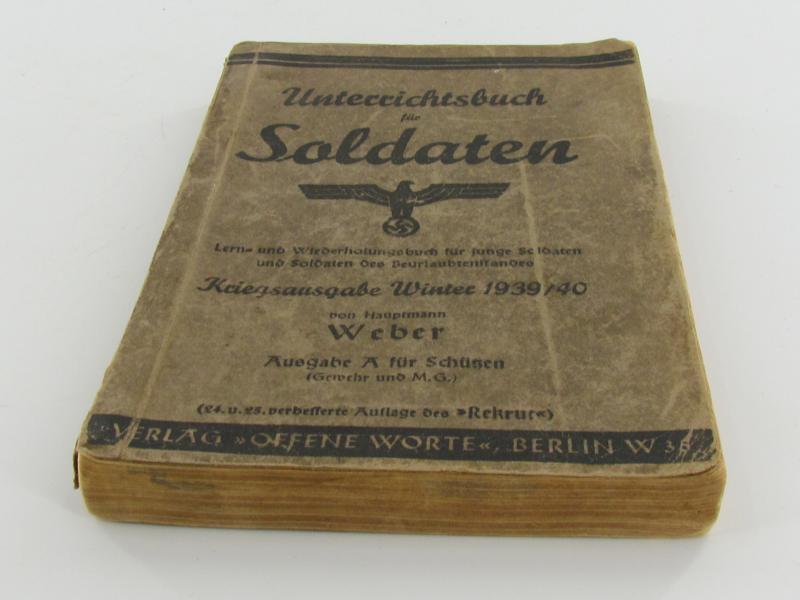 Unterrichtsbuch
für
Soldaten
Lern- und Wiederholungsbuch für junge Soldaten
und Soldaten des Beurlaubtenstandes
Kriegsausgabe Winter 1939/40
von Hauptmann
Weber
Ausgabe A für Schützen
(Gewehr und M.G.)
(24. u. 25. verbesserte Auflage des »Rekrut«)
VERLAG »OFFENE WORTE«, BERLIN W 35